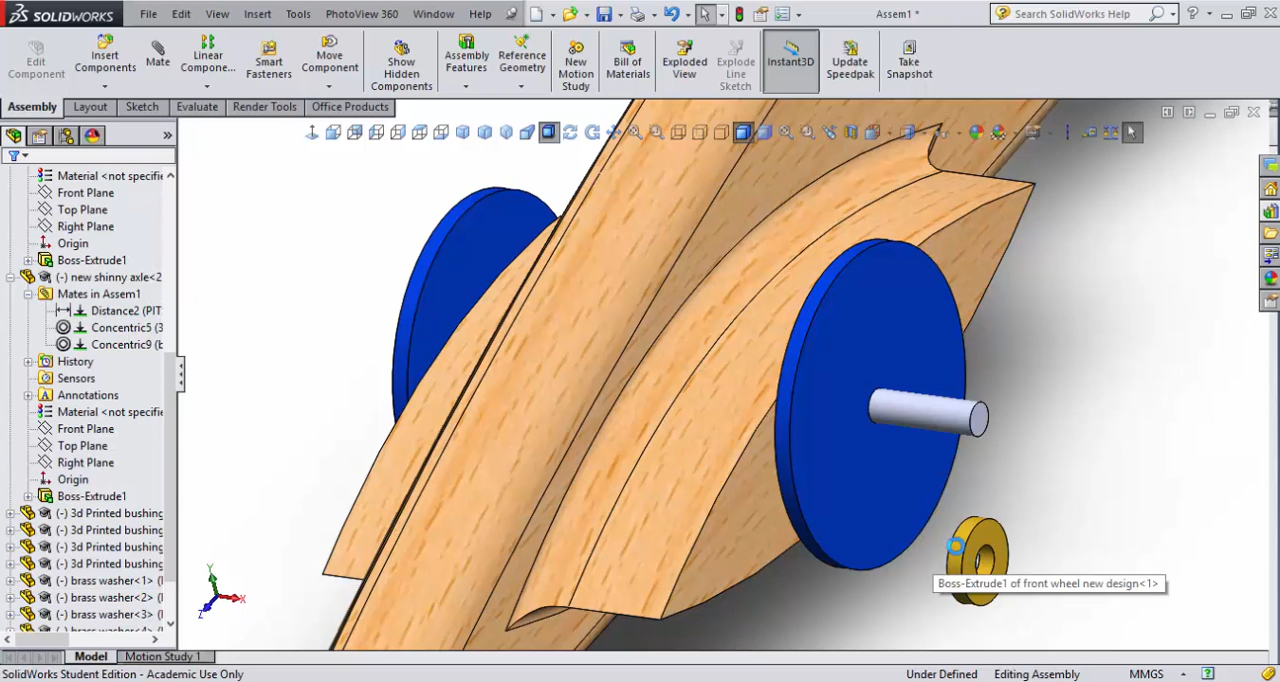 SOLIDWORKS File Edit View Insert Tools PhotoView 360 Window Help Assem1 * Search SolidWorks Help
Edit Component
Insert Components
Mate
Linear Compone...
Smart Fasteners
Move Component
Show Hidden Components
Assembly Features
Reference Geometry
New Motion Study
Bill of Materials
Exploded View
Explode Line Sketch
Instant3D
Update Speedpak
Take Snapshot
Assembly Layout Sketch Evaluate Render Tools Office Products
Material <not specifie
Front Plane
Top Plane
Right Plane
Origin
Boss-Extrude1
(-) new shinny axle<2
Mates in Assem1
Distance2 (PIT
Concentric5 (3
Concentric9 (b
History
Sensors
Annotations
Material <not specifie
Front Plane
Top Plane
Right Plane
Origin
Boss-Extrude1
(-) 3d Printed bushing
(-) 3d Printed bushing
(-) 3d Printed bushing
(-) 3d Printed bushing
(-) brass washer<1> (
(-) brass washer<2> (
(-) brass washer<3> (
Boss-Extrude1 of front wheel new design<1>
Y
X
Z
Model Motion Study 1
SolidWorks Student Edition - Academic Use Only Under Defined Editing Assembly MMGS